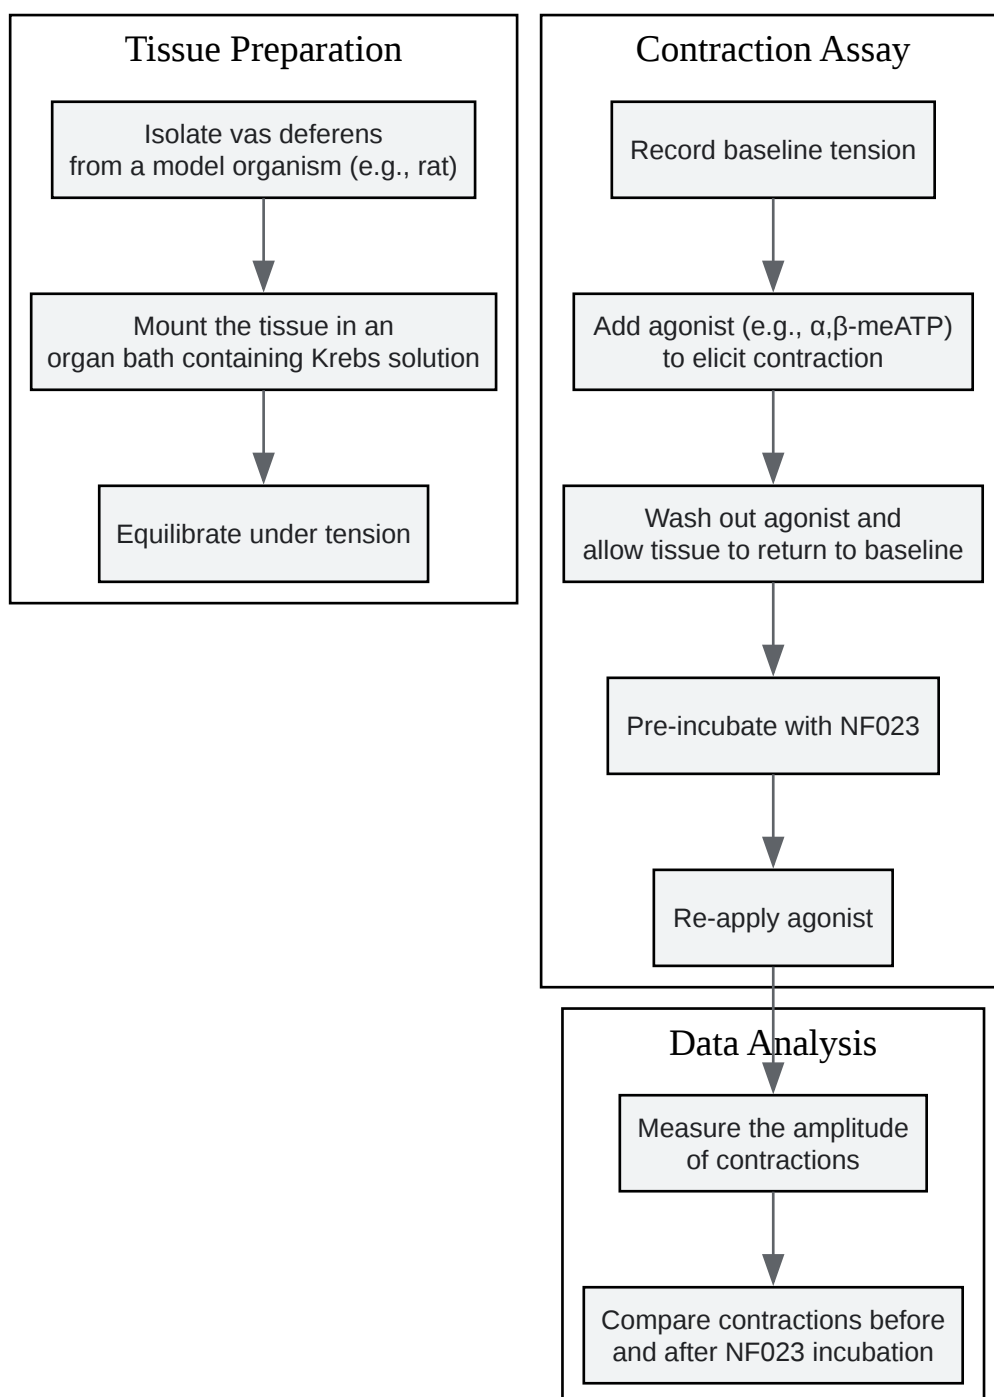 Tissue Preparation
Isolate vas deferens
from a model organism (e.g., rat)
Mount the tissue in an
organ bath containing Krebs solution
Equilibrate under tension
Contraction Assay
Record baseline tension
Add agonist (e.g., α,β-meATP)
to elicit contraction
Wash out agonist and
allow tissue to return to baseline
Pre-incubate with NF023
Re-apply agonist
Data Analysis
Measure the amplitude
of contractions
Compare contractions before
and after NF023 incubation